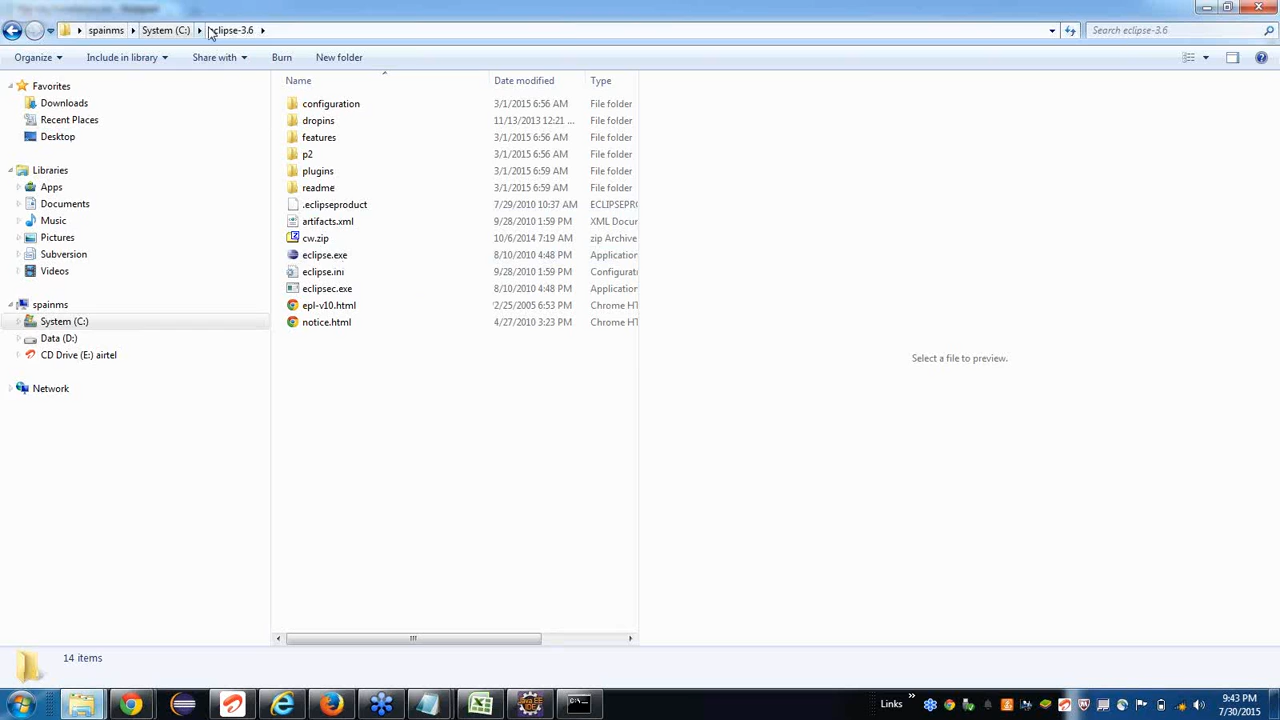 spainms System (C:) eclipse-3.6
Search eclipse-3.6
Organize Include in library Share with Burn New folder
Name Date modified Type
Favorites
Downloads
Recent Places
Desktop
Libraries
Apps
Documents
Music
Pictures
Subversion
Videos
spainms
System (C:)
Data (D:)
CD Drive (E:) airtel
Network
configuration 3/1/2015 6:56 AM File folder
dropins 11/13/2013 12:21 ... File folder
features 3/1/2015 6:56 AM File folder
p2 3/1/2015 6:56 AM File folder
plugins 3/1/2015 6:59 AM File folder
readme 3/1/2015 6:59 AM File folder
.eclipseproduct 7/29/2010 10:37 AM ECLIPSEPR
artifacts.xml 9/28/2010 1:59 PM XML Docur
cw.zip 10/6/2014 7:19 AM zip Archive
eclipse.exe 8/10/2010 4:48 PM Application
eclipse.ini 9/28/2010 1:59 PM Configurat
eclipsec.exe 8/10/2010 4:48 PM Application
epl-v10.html 2/25/2005 6:53 PM Chrome HT
notice.html 4/27/2010 3:23 PM Chrome HT
Select a file to preview.
14 items
Java EE
IDE
Links
9:43 PM
7/30/2015